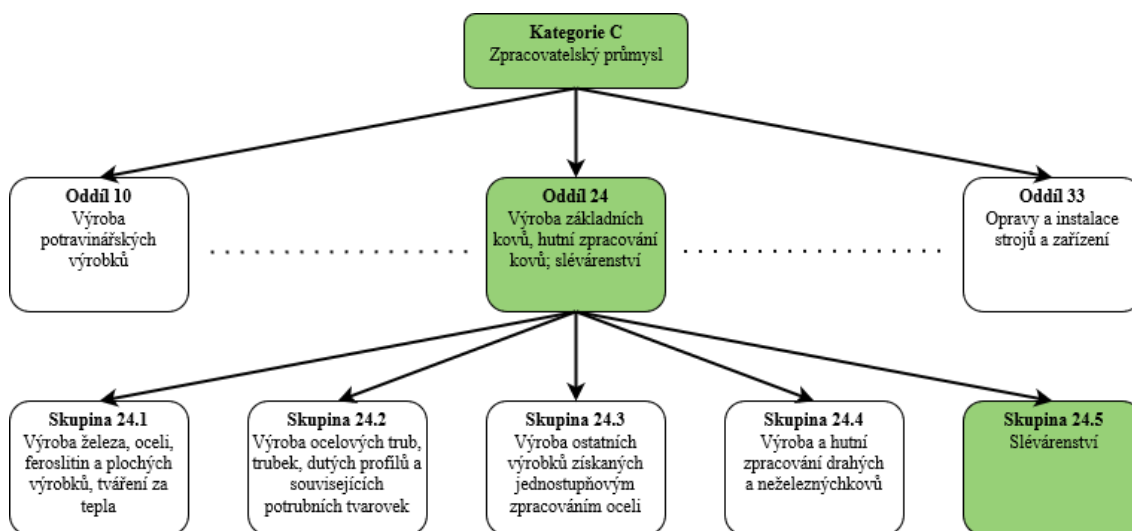 Kategorie C
Zpracovatelský průmysl
Oddíl 10
Výroba
potravinářských
výrobků
Oddíl 24
Výroba základních
kovů, hutní zpracování
kovů; slévárenství
Oddíl 33
Opravy a instalace
strojů a zařízení
Skupina 24.1
Výroba železa, oceli,
feroslitin a plochých
výrobků, tváření za
tepla
Skupina 24.2
Výroba ocelových trub,
trubek, dutých profilů a
souvisejících
potrubních tvarovek
Skupina 24.3
Výroba ostatních
výrobků získaných
jednostupňovým
zpracováním oceli
Skupina 24.4
Výroba a hutní
zpracování drahých
a neželeznýchkovů
Skupina 24.5
Slévárenství